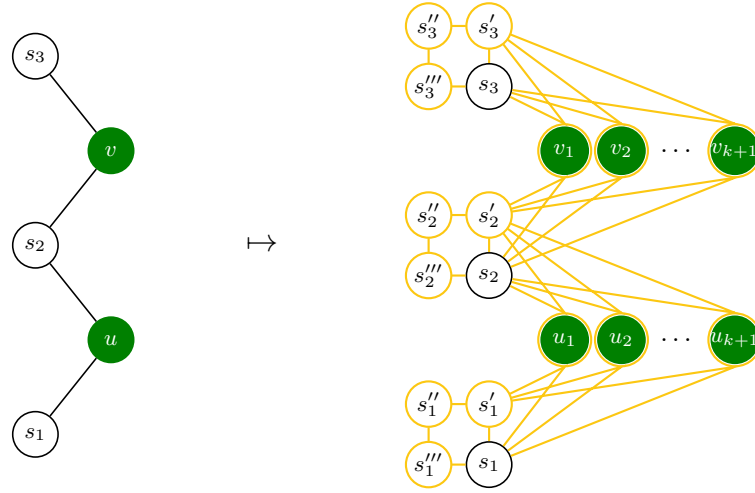 s₃
v
s₂
u
s₁
↦
s₃″ s₃′
s₃‴ s₃
v₁ v₂ ⋯ vₖ₊₁
s₂″ s₂′
s₂‴ s₂
u₁ u₂ ⋯ uₖ₊₁
s₁″ s₁′
s₁‴ s₁